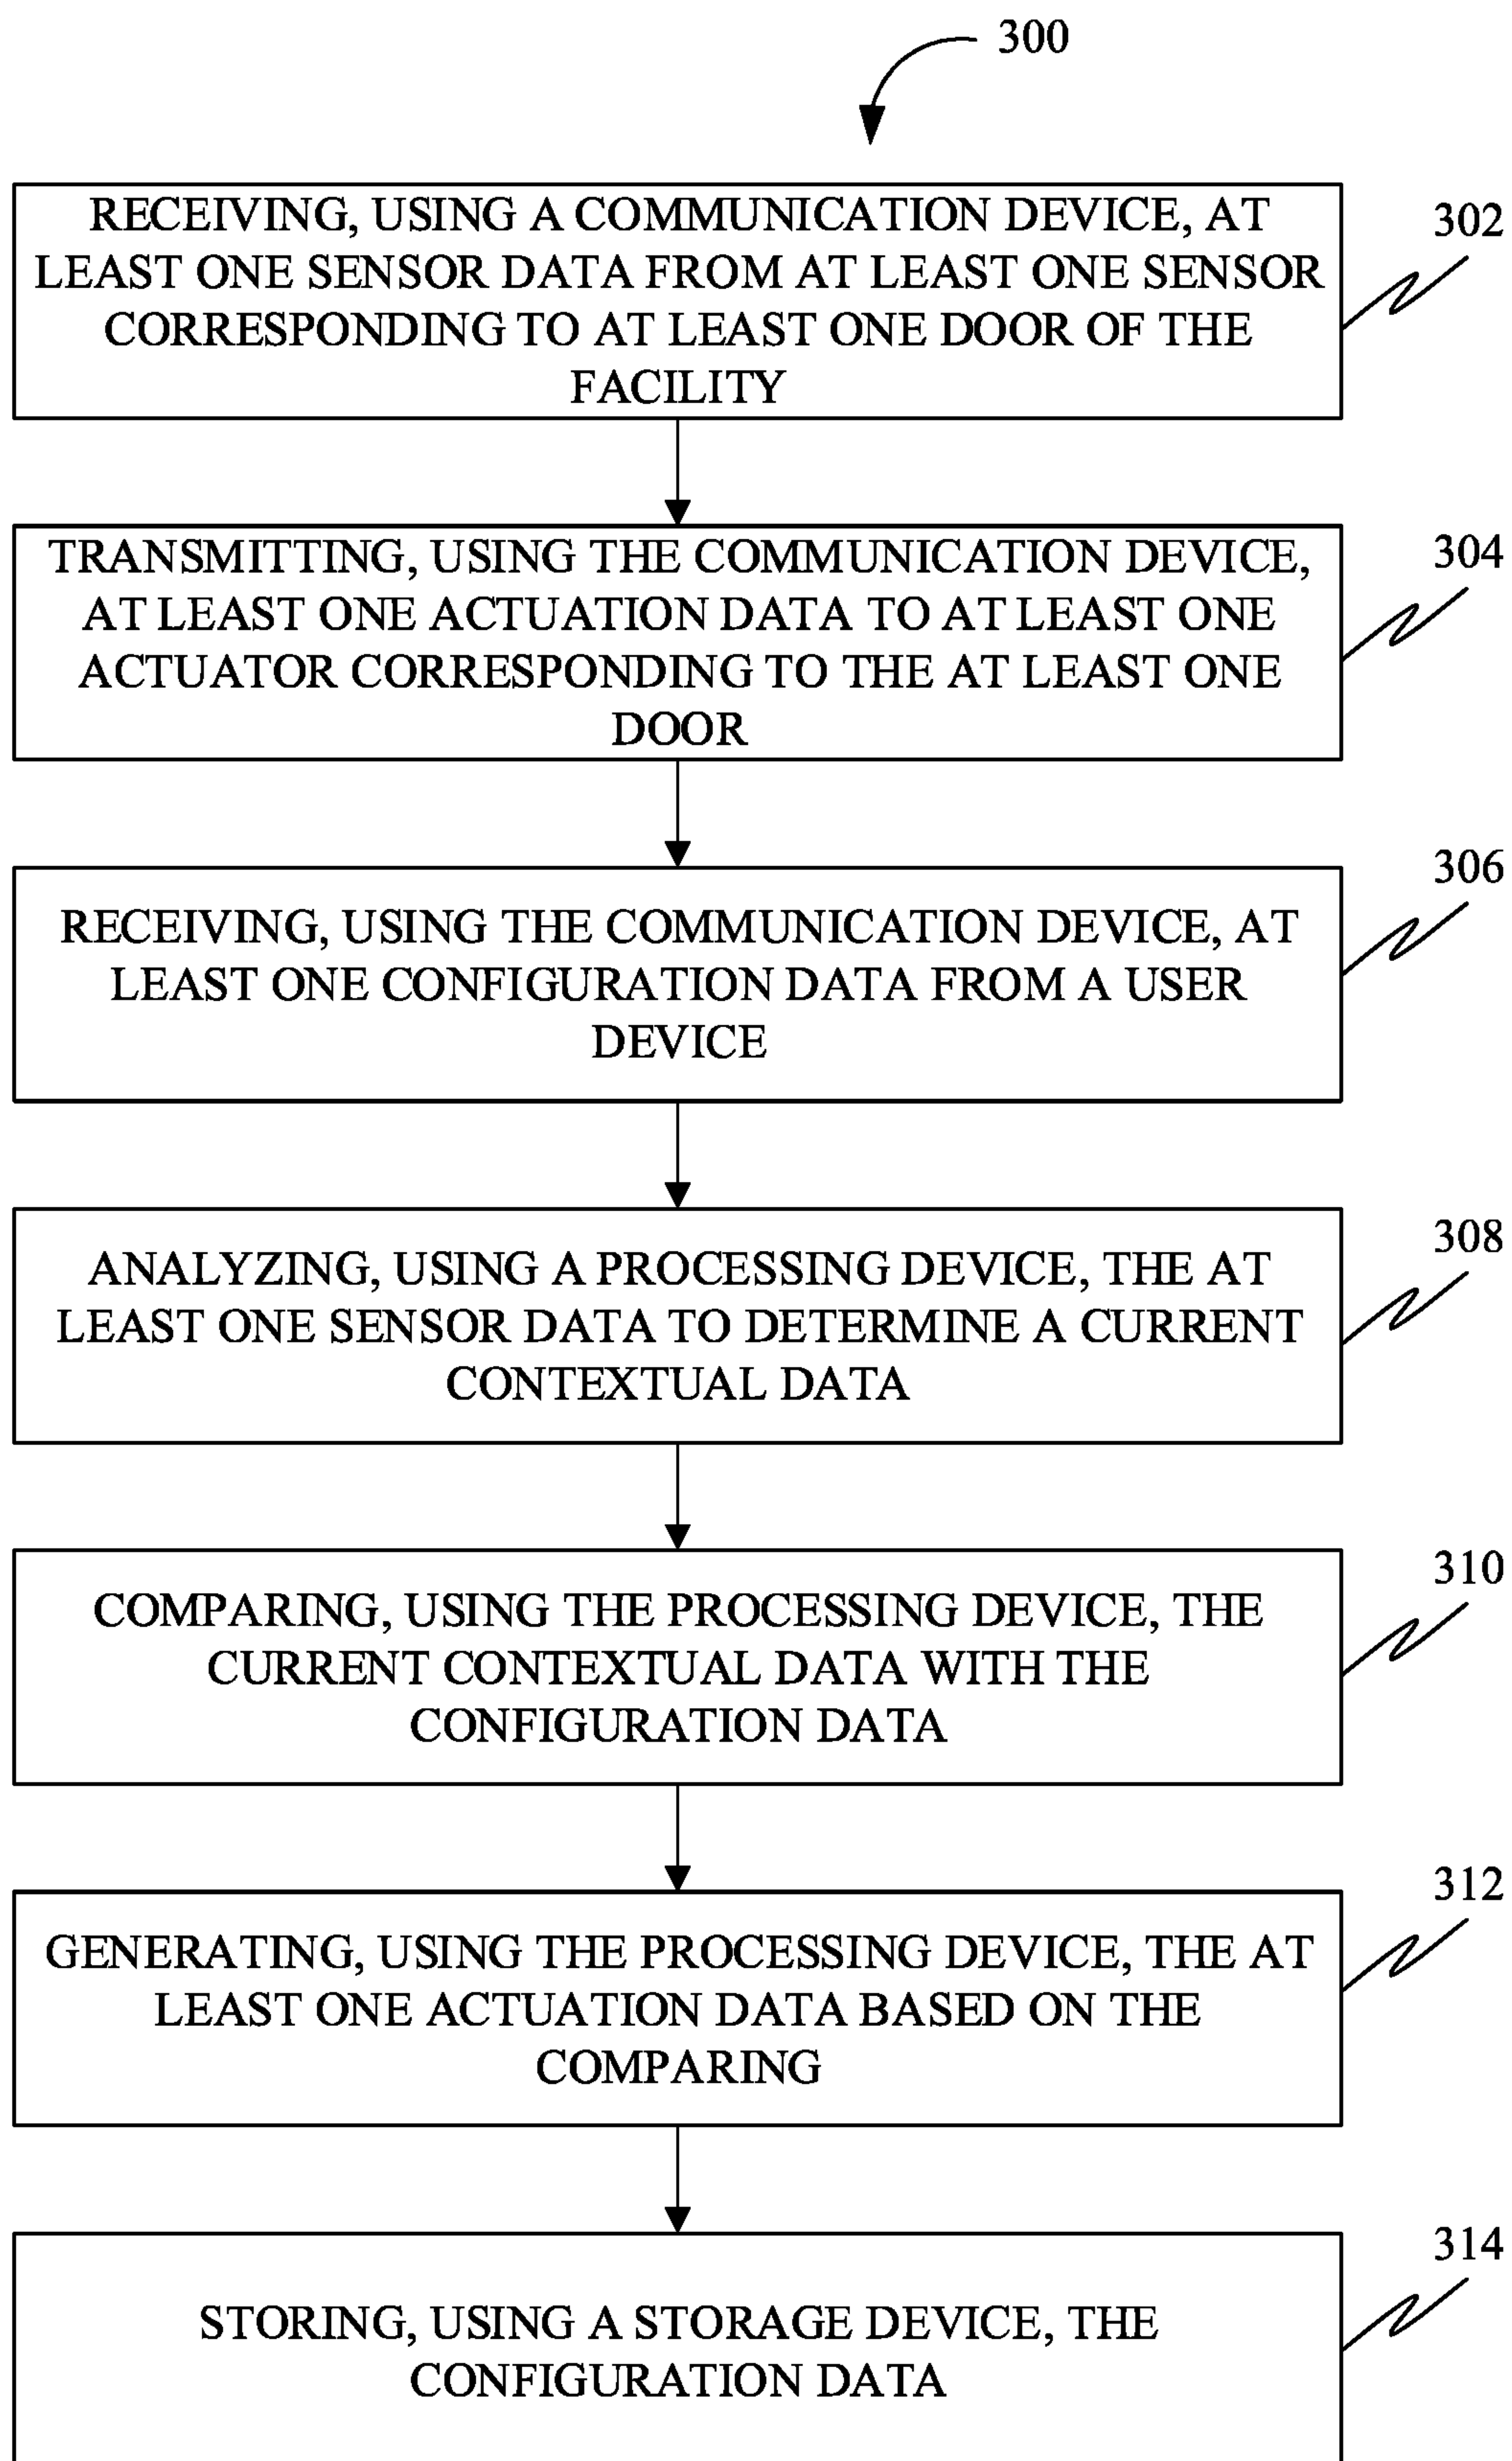 300
RECEIVING, USING A COMMUNICATION DEVICE, AT
LEAST ONE SENSOR DATA FROM AT LEAST ONE SENSOR
CORRESPONDING TO AT LEAST ONE DOOR OF THE
FACILITY
302
TRANSMITTING, USING THE COMMUNICATION DEVICE,
AT LEAST ONE ACTUATION DATA TO AT LEAST ONE
ACTUATOR CORRESPONDING TO THE AT LEAST ONE
DOOR
304
RECEIVING, USING THE COMMUNICATION DEVICE, AT
LEAST ONE CONFIGURATION DATA FROM A USER
DEVICE
306
ANALYZING, USING A PROCESSING DEVICE, THE AT
LEAST ONE SENSOR DATA TO DETERMINE A CURRENT
CONTEXTUAL DATA
308
COMPARING, USING THE PROCESSING DEVICE, THE
CURRENT CONTEXTUAL DATA WITH THE
CONFIGURATION DATA
310
GENERATING, USING THE PROCESSING DEVICE, THE AT
LEAST ONE ACTUATION DATA BASED ON THE
COMPARING
312
STORING, USING A STORAGE DEVICE, THE
CONFIGURATION DATA
314